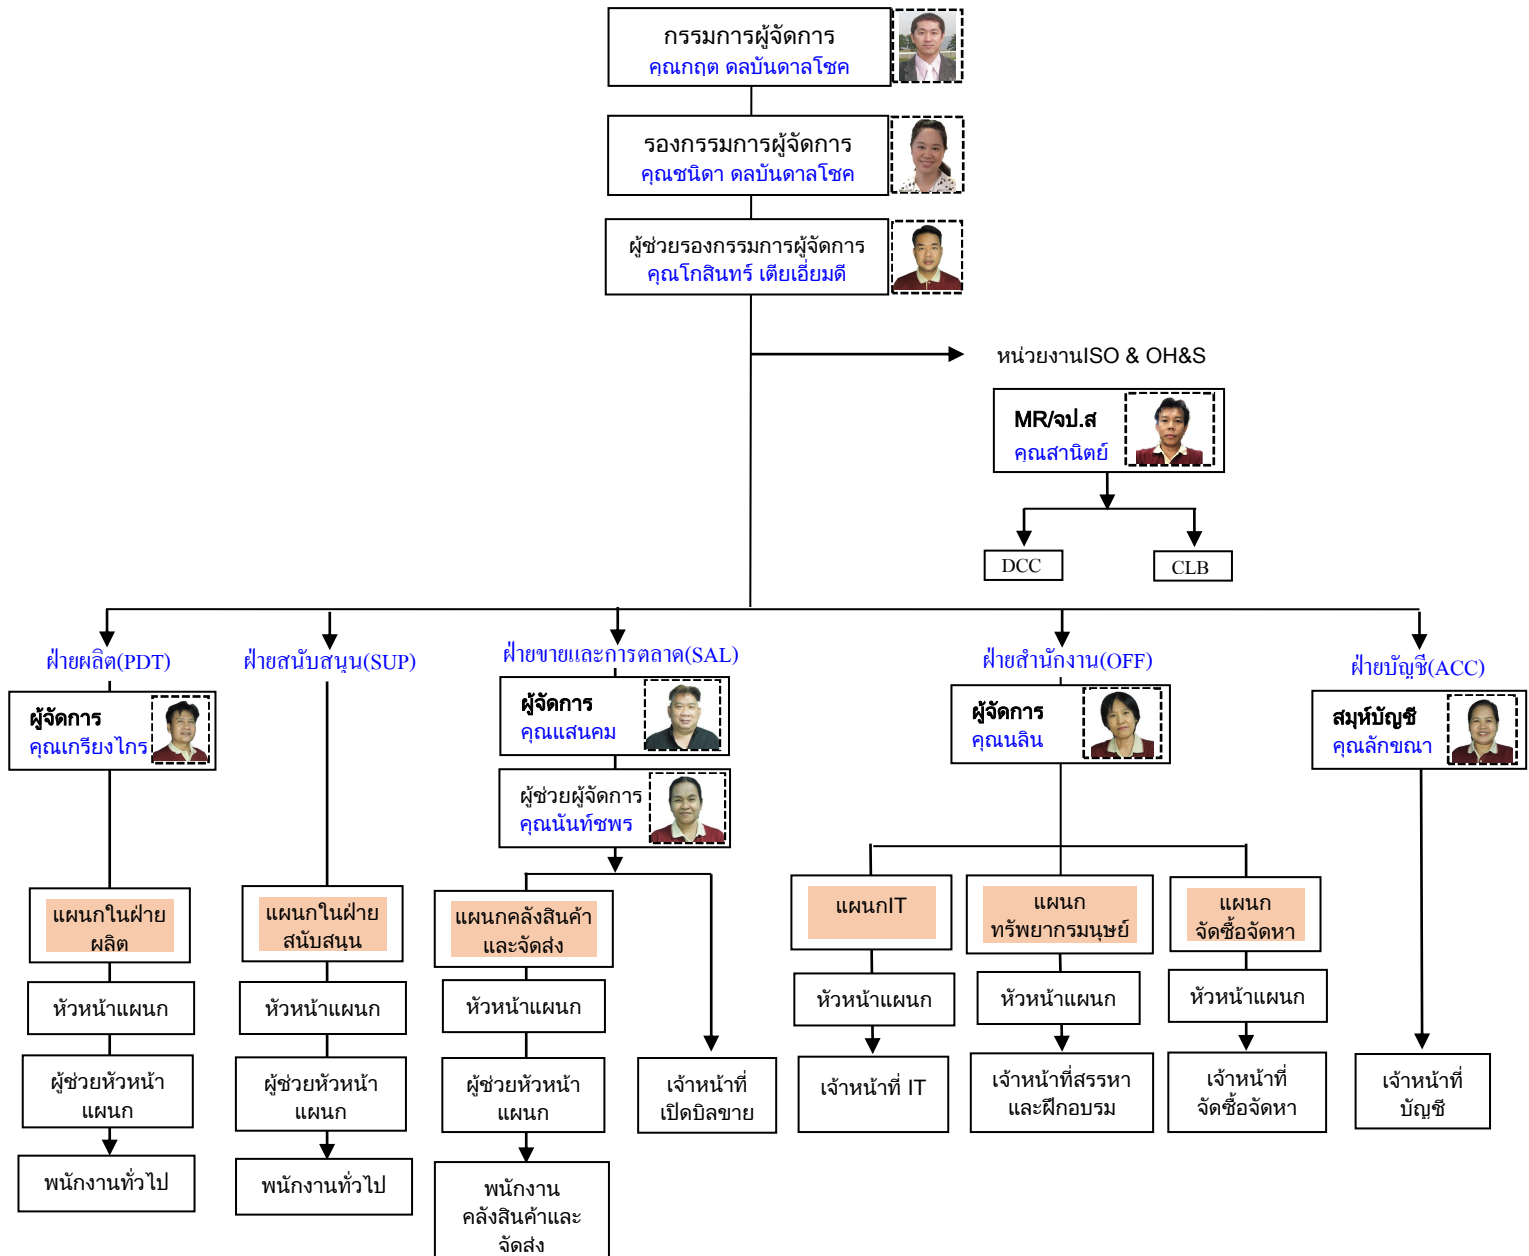 กรรมการผู้จัดการ
คุณกฤต ดลบันดาลโชค
รองกรรมการผู้จัดการ
คุณชนิดา ดลบันดาลโชค
ผู้ช่วยรองกรรมการผู้จัดการ
คุณโกสินทร์ เตียเอี่ยมดี
หน่วยงานISO & OH&S
MR/จป.ส
คุณสานิตย์
DCC
CLB
ฝ่ายผลิต(PDT)
ฝ่ายสนับสนุน(SUP)
ฝ่ายขายและการตลาด(SAL)
ฝ่ายสำนักงาน(OFF)
ฝ่ายบัญชี(ACC)
ผู้จัดการ
คุณเกรียงไกร
ผู้จัดการ
คุณแสนคม
ผู้จัดการ
คุณนลิน
สมุห์บัญชี
คุณลักขณา
ผู้ช่วยผู้จัดการ
คุณนันท์ชพร
แผนกในฝ่าย
ผลิต
แผนกในฝ่าย
สนับสนุน
แผนกคลังสินค้า
และจัดส่ง
แผนกIT
แผนก
ทรัพยากรมนุษย์
แผนก
จัดซื้อจัดหา
หัวหน้าแผนก
หัวหน้าแผนก
หัวหน้าแผนก
หัวหน้าแผนก
หัวหน้าแผนก
หัวหน้าแผนก
ผู้ช่วยหัวหน้า
แผนก
ผู้ช่วยหัวหน้า
แผนก
ผู้ช่วยหัวหน้า
แผนก
เจ้าหน้าที่
เปิดบิลขาย
เจ้าหน้าที่ IT
เจ้าหน้าที่สรรหา
และฝึกอบรม
เจ้าหน้าที่
จัดซื้อจัดหา
เจ้าหน้าที่
บัญชี
พนักงานทั่วไป
พนักงานทั่วไป
พนักงาน
คลังสินค้าและ
จัดส่ง